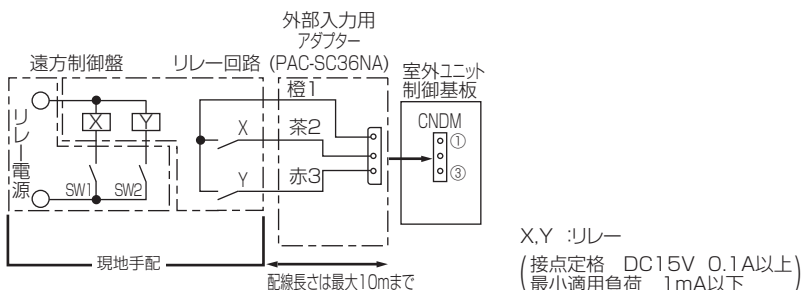 外部入力用
アダプター
(PAC-SC36NA)
遠方制御盤
リレー回路
室外ユニット
制御基板
橙1
CNDM
X
Y
X
茶2
①
リレー電源
Y
赤3
③
SW1
SW2
現地手配
配線長さは最大10mまで
X,Y :リレー
(接点定格 DC15V 0.1A以上
最小適用負荷 1mA以下)